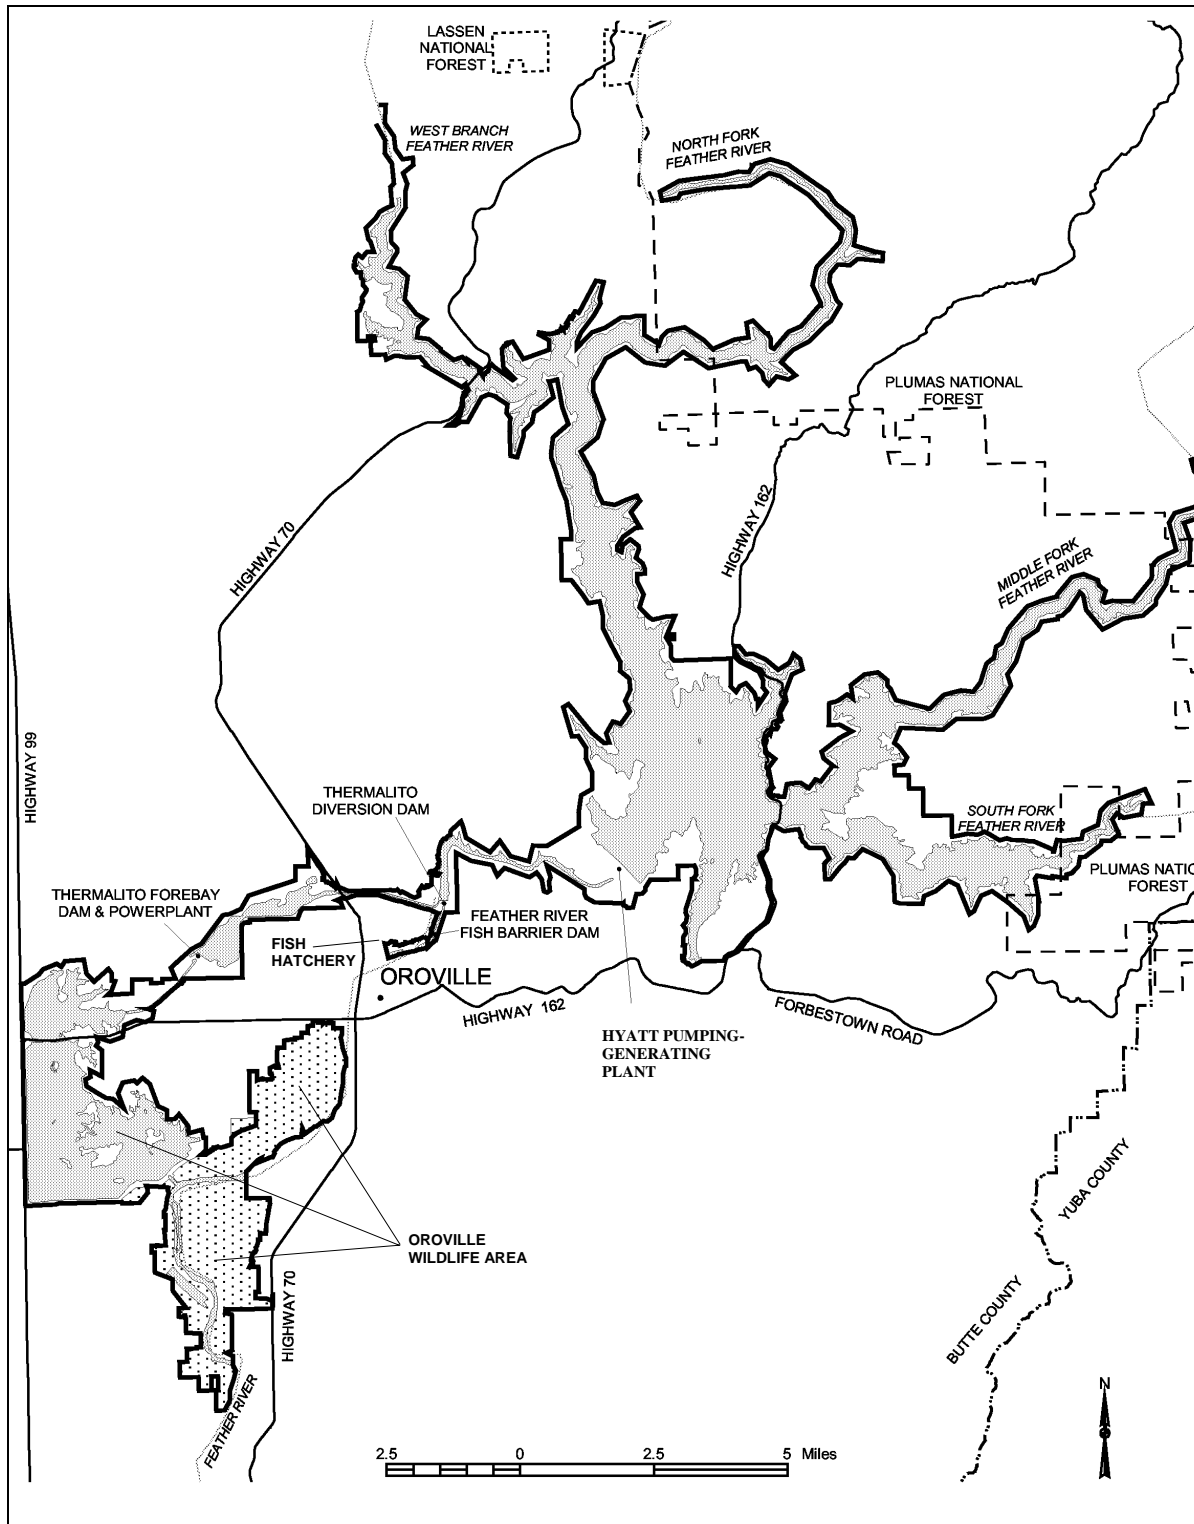 LASSEN
NATIONAL
FOREST
WEST BRANCH
FEATHER RIVER
NORTH FORK
FEATHER RIVER
PLUMAS NATIONAL
FOREST
HIGHWAY 70
HIGHWAY 162
MIDDLE FORK
FEATHER RIVER
HIGHWAY 99
THERMALITO
DIVERSION DAM
SOUTH FORK
FEATHER RIVER
PLUMAS NATIO
FOREST
THERMALITO FOREBAY
DAM & POWERPLANT
FEATHER RIVER
FISH BARRIER DAM
FISH
HATCHERY
OROVILLE
HIGHWAY 162
FORBESTOWN ROAD
HYATT PUMPING-
GENERATING
PLANT
YUBA COUNTY
OROVILLE
WILDLIFE AREA
HIGHWAY 70
BUTTE COUNTY
FEATHER RIVER
N
2.5 0 2.5 5 Miles